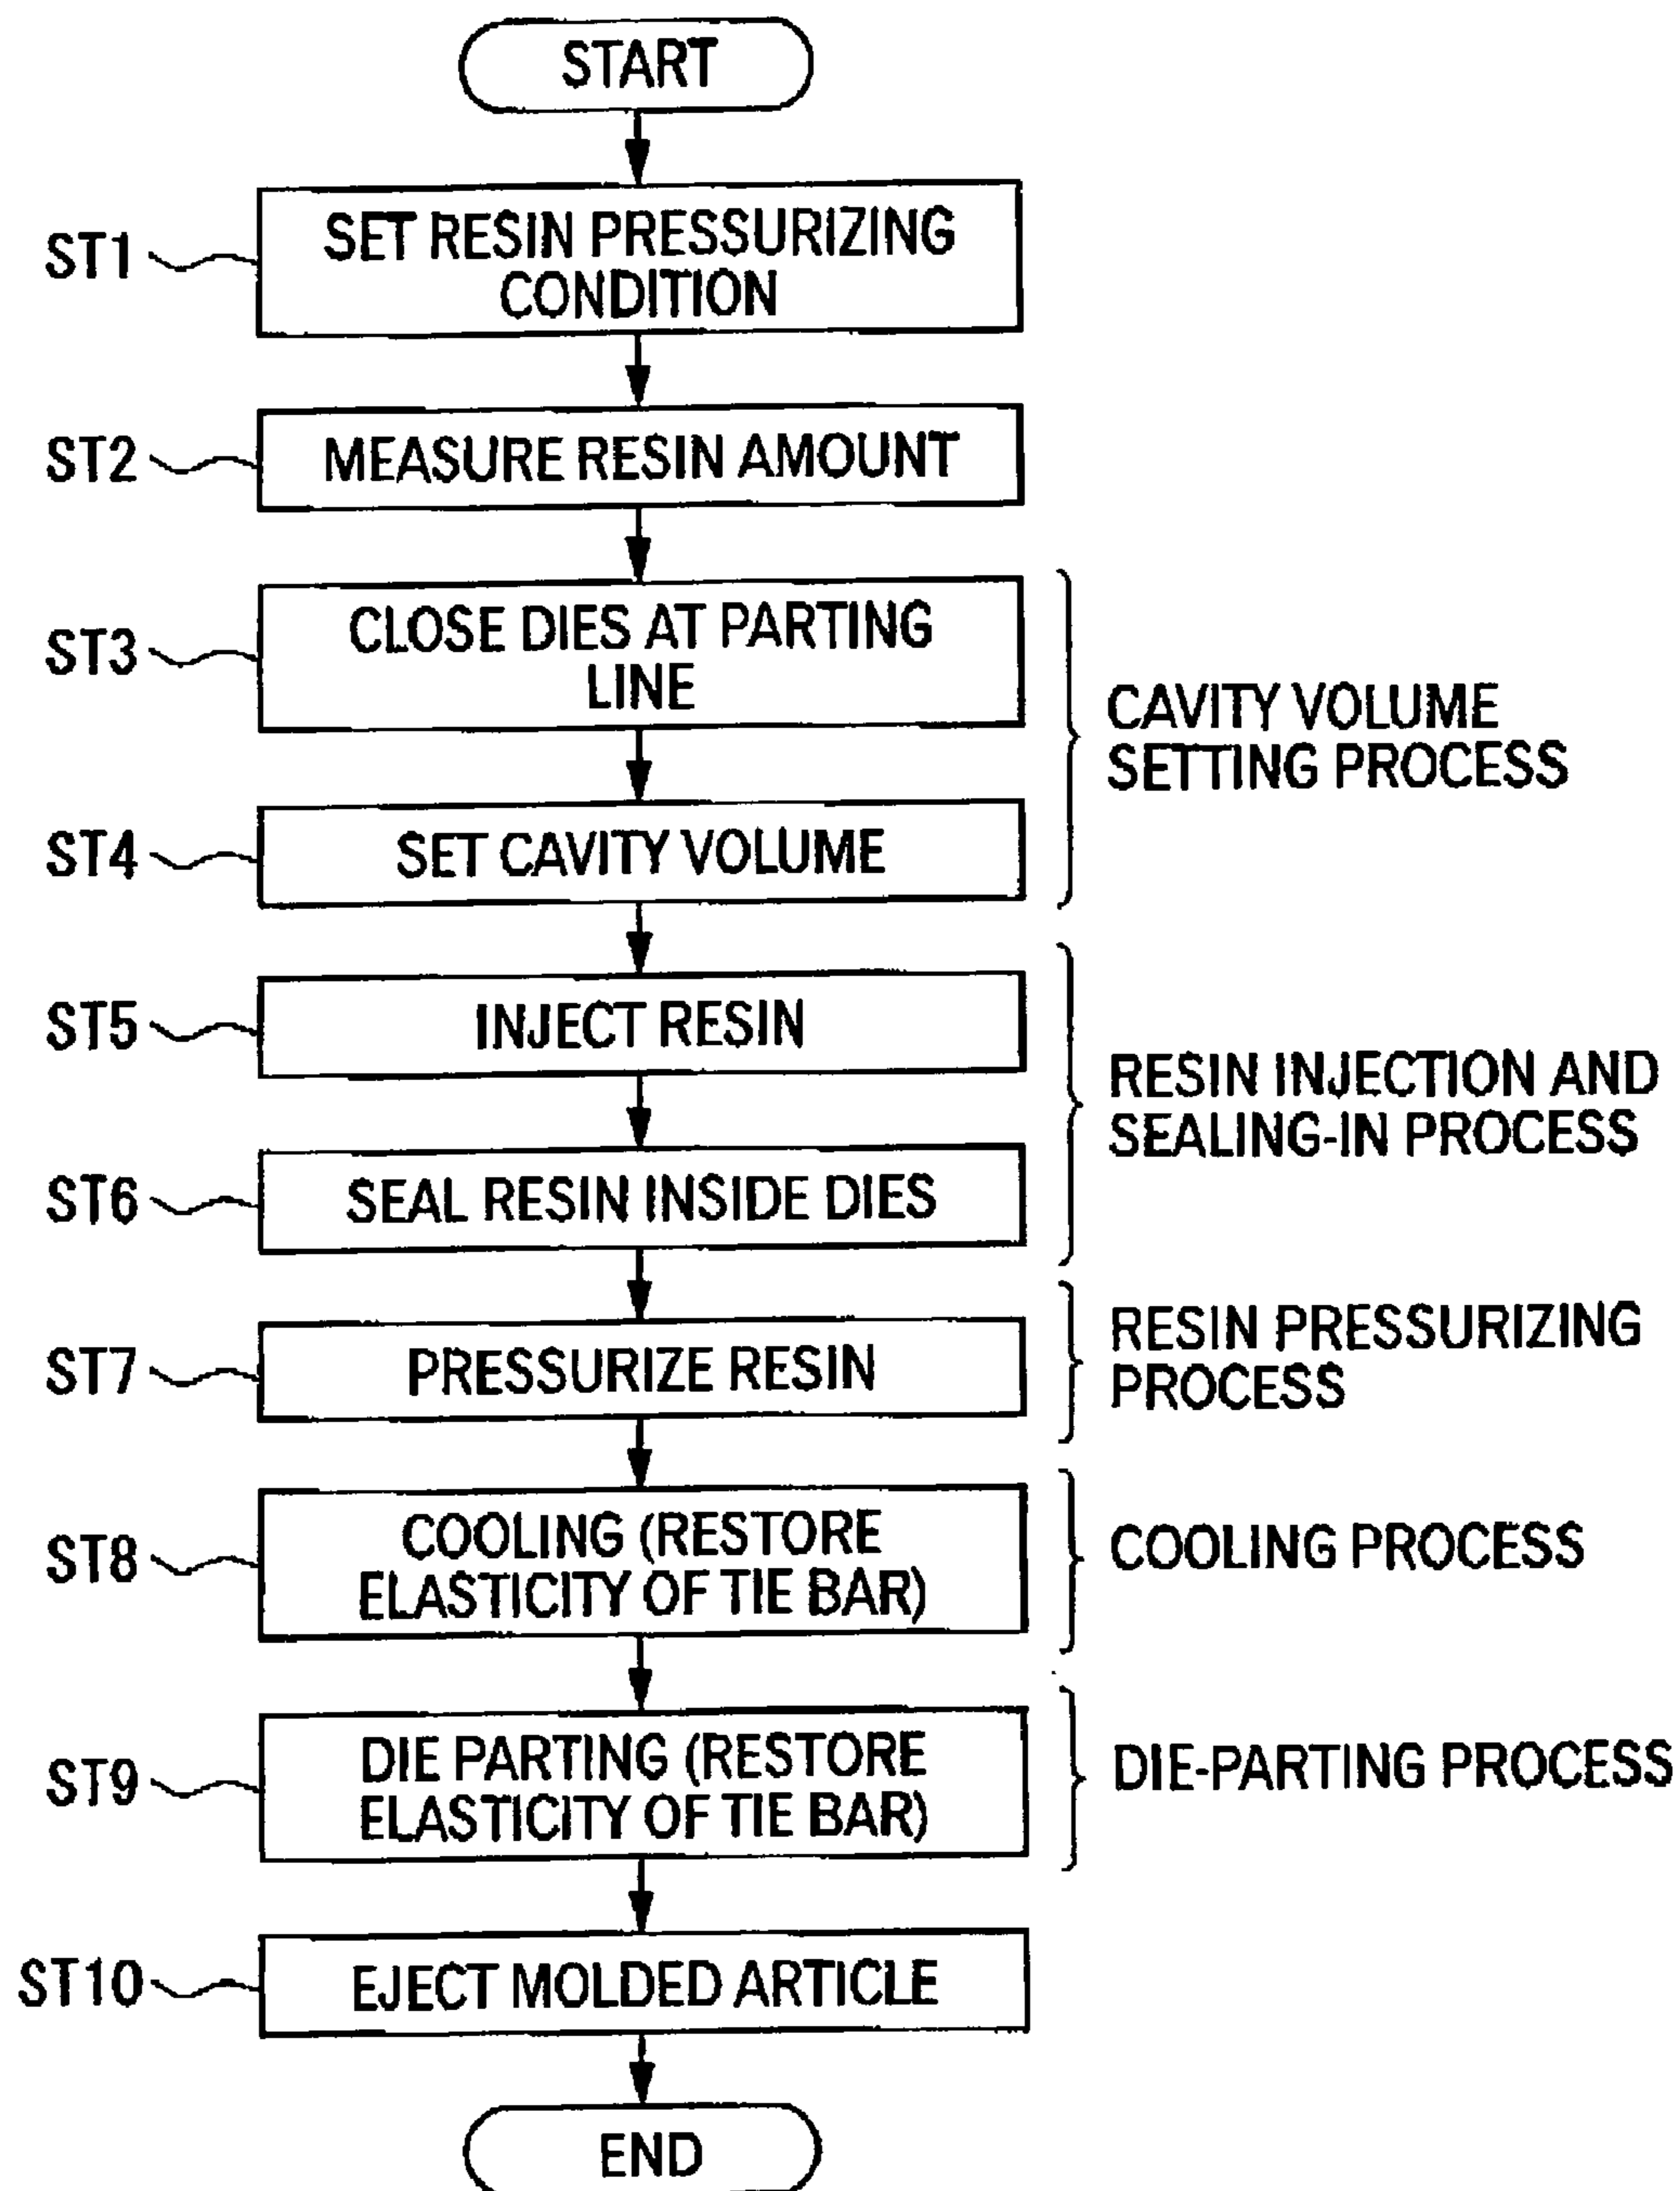 START
ST1
SET RESIN PRESSURIZING
CONDITION
ST2
MEASURE RESIN AMOUNT
ST3
CLOSE DIES AT PARTING
LINE
CAVITY VOLUME
SETTING PROCESS
ST4
SET CAVITY VOLUME
ST5
INJECT RESIN
RESIN INJECTION AND
SEALING-IN PROCESS
ST6
SEAL RESIN INSIDE DIES
ST7
PRESSURIZE RESIN
RESIN PRESSURIZING
PROCESS
ST8
COOLING (RESTORE
ELASTICITY OF TIE BAR)
COOLING PROCESS
ST9
DIE PARTING (RESTORE
ELASTICITY OF TIE BAR)
DIE-PARTING PROCESS
ST10
EJECT MOLDED ARTICLE
END